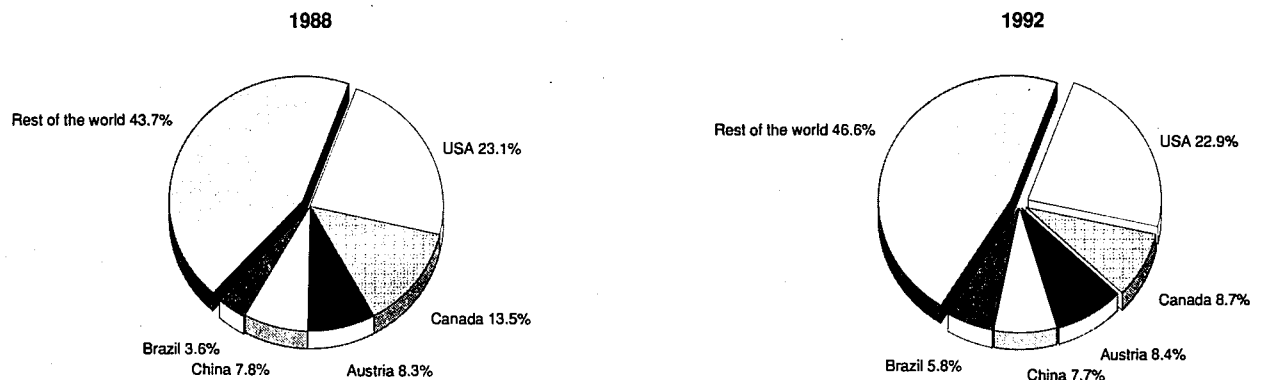 1988
Rest of the world 43.7%
USA 23.1%
Canada 13.5%
Brazil 3.6%
China 7.8%
Austria 8.3%
1992
Rest of the world 46.6%
USA 22.9%
Canada 8.7%
Austria 8.4%
Brazil 5.8%
China 7.7%